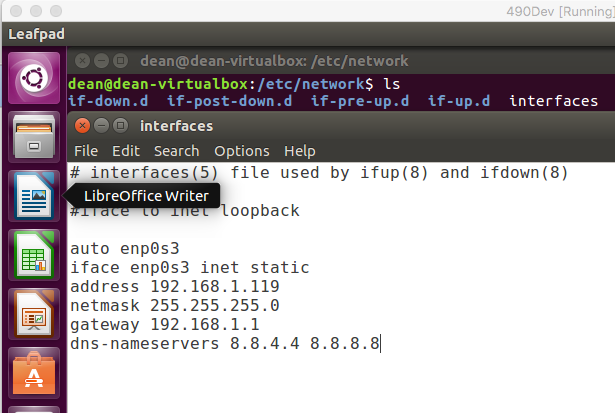 490Dev [Running]
Leafpad
dean@dean-virtualbox: /etc/network
dean@dean-virtualbox:/etc/network$ ls
if-down.d if-post-down.d if-pre-up.d if-up.d interfaces
interfaces
File Edit Search Options Help
# interfaces(5) file used by ifup(8) and ifdown(8)
LibreOffice Writer
#iface to inet loopback
auto enp0s3
iface enp0s3 inet static
address 192.168.1.119
netmask 255.255.255.0
gateway 192.168.1.1
dns-nameservers 8.8.4.4 8.8.8.8